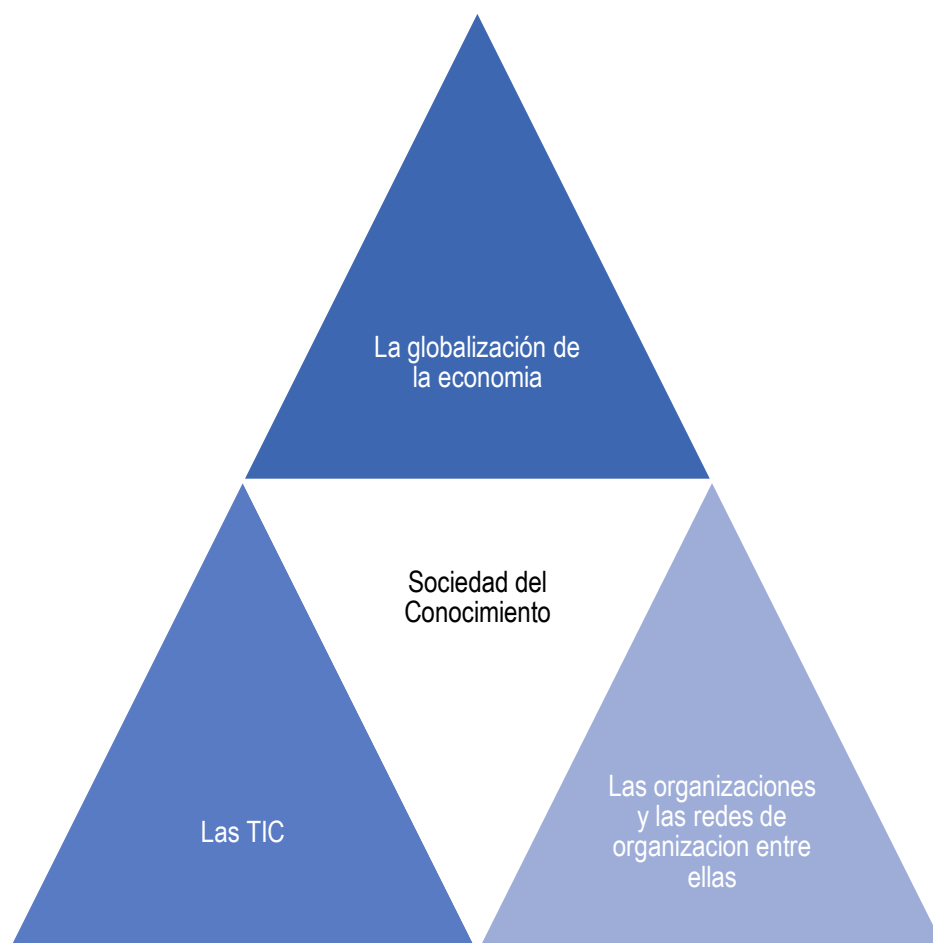 La globalización de
la economia
Sociedad del
Conocimiento
Las TIC
Las organizaciones
y las redes de
organizacion entre
ellas